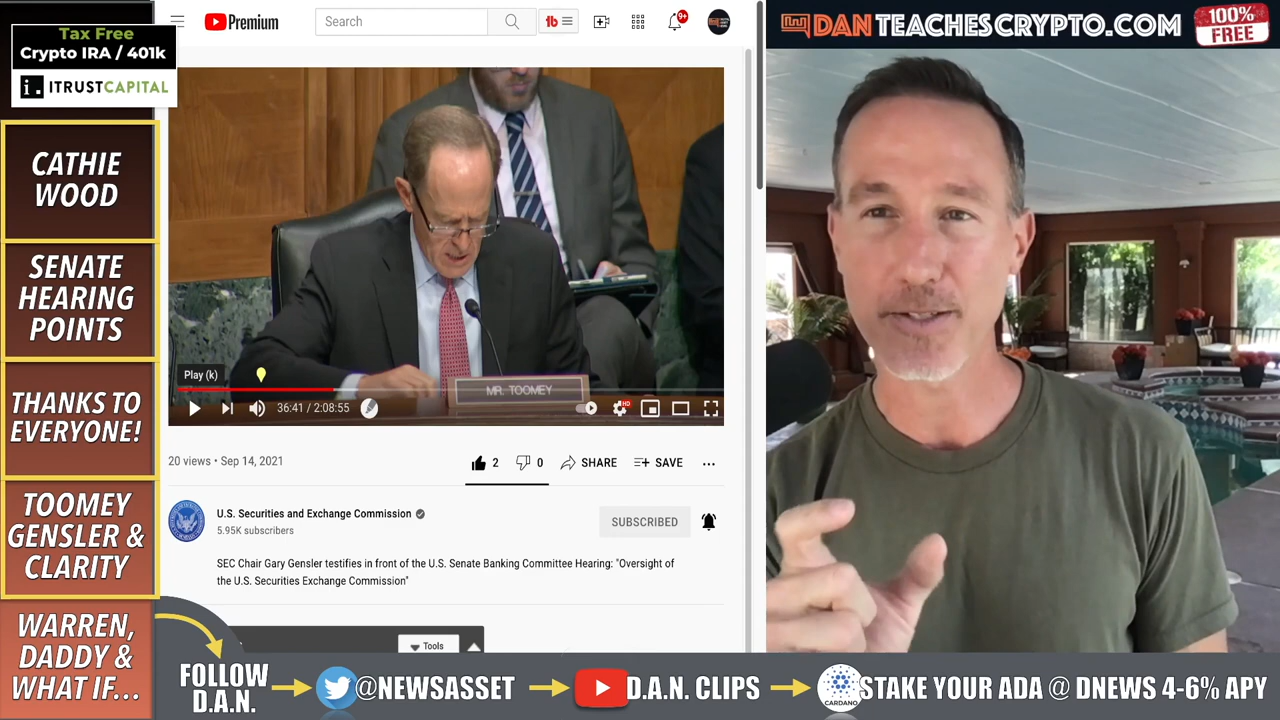 Tax Free
Crypto IRA / 401k
i. ITRUSTCAPITAL
CATHIE
WOOD
SENATE
HEARING
POINTS
THANKS TO
EVERYONE!
TOOMEY
GENSLER &
CLARITY
WARREN,
DADDY &
WHAT IF...
Premium
Search
tb
9+
DANTEACHESCRYPTO.COM
100%
FREE
MR. TOOMEY
Play (k)
36:41 / 2:08:55
HD
20 views • Sep 14, 2021
2
0
SHARE
SAVE
U.S. Securities and Exchange Commission
5.95K subscribers
SUBSCRIBED
SEC Chair Gary Gensler testifies in front of the U.S. Senate Banking Committee Hearing: "Oversight of
the U.S. Securities Exchange Commission"
Tools
FOLLOW
D.A.N.
@NEWSASSET
D.A.N. CLIPS
CARDANO
STAKE YOUR ADA @ DNEWS 4-6% APY